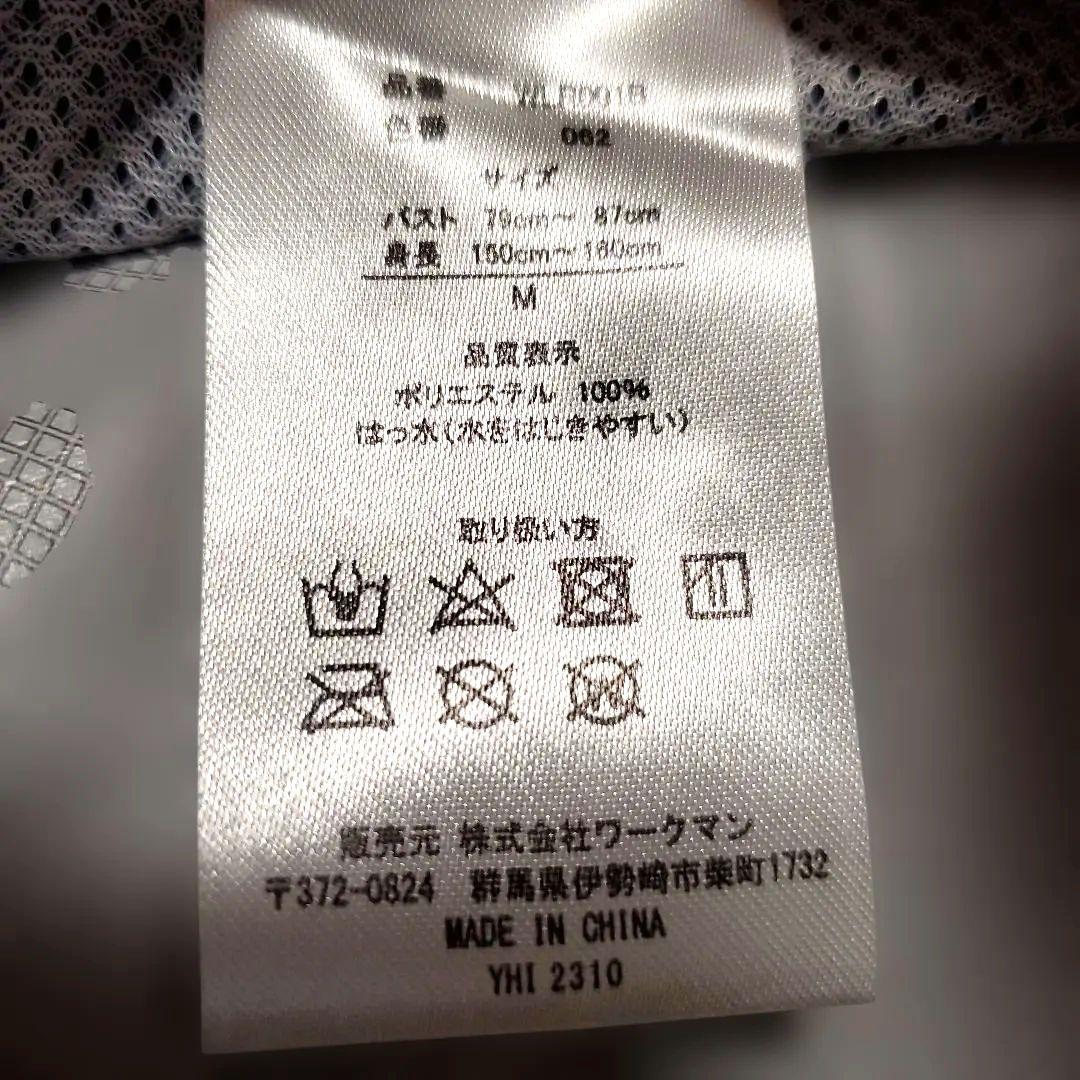 品番
色番 062
サイズ
バスト 79cm～ 87cm
身長 150cm～160cm
M
品質表示
ポリエステル 100%
はっ水(水をはじきやすい)
取り扱い方
販売元 株式会社ワークマン
〒372-0824 群馬県伊勢崎市柴町1732
MADE IN CHINA
YHI 2310